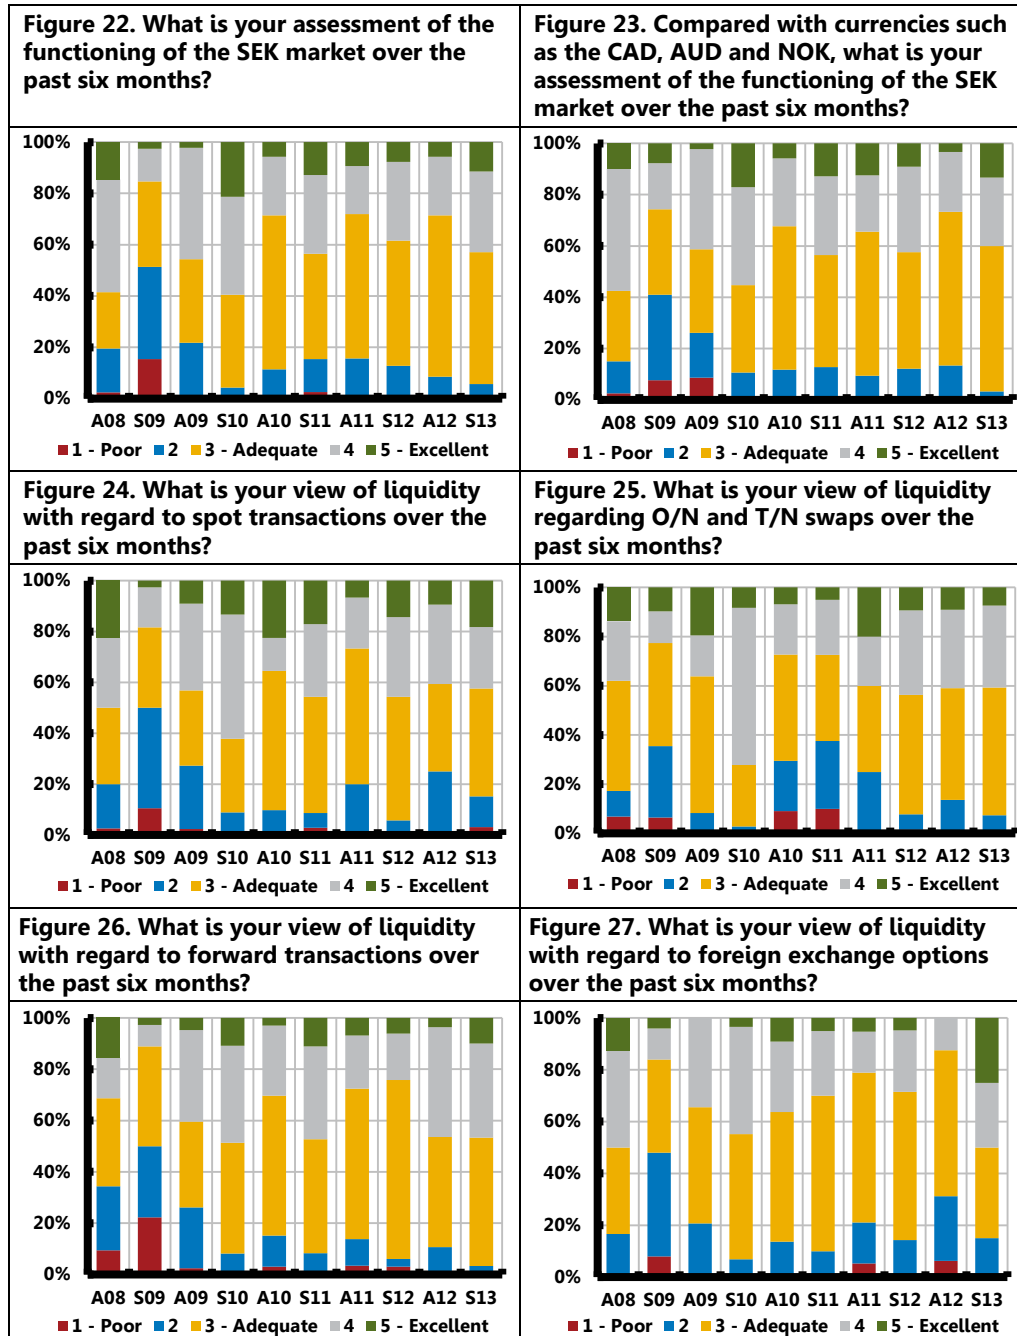 Figure 22. What is your assessment of the
functioning of the SEK market over the
past six months?
Figure 23. Compared with currencies such
as the CAD, AUD and NOK, what is your
assessment of the functioning of the SEK
market over the past six months?
100%
80%
60%
40%
20%
0%
A08 S09 A09 S10 A10 S11 A11 S12 A12 S13
1 - Poor 2 3 - Adequate 4 5 - Excellent
100%
80%
60%
40%
20%
0%
A08 S09 A09 S10 A10 S11 A11 S12 A12 S13
1 - Poor 2 3 - Adequate 4 5 - Excellent
Figure 24. What is your view of liquidity
with regard to spot transactions over the
past six months?
Figure 25. What is your view of liquidity
regarding O/N and T/N swaps over the
past six months?
100%
80%
60%
40%
20%
0%
A08 S09 A09 S10 A10 S11 A11 S12 A12 S13
1 - Poor 2 3 - Adequate 4 5 - Excellent
100%
80%
60%
40%
20%
0%
A08 S09 A09 S10 A10 S11 A11 S12 A12 S13
1 - Poor 2 3 - Adequate 4 5 - Excellent
Figure 26. What is your view of liquidity
with regard to forward transactions over
the past six months?
Figure 27. What is your view of liquidity
with regard to foreign exchange options
over the past six months?
100%
80%
60%
40%
20%
0%
A08 S09 A09 S10 A10 S11 A11 S12 A12 S13
1 - Poor 2 3 - Adequate 4 5 - Excellent
100%
80%
60%
40%
20%
0%
A08 S09 A09 S10 A10 S11 A11 S12 A12 S13
1 - Poor 2 3 - Adequate 4 5 - Excellent